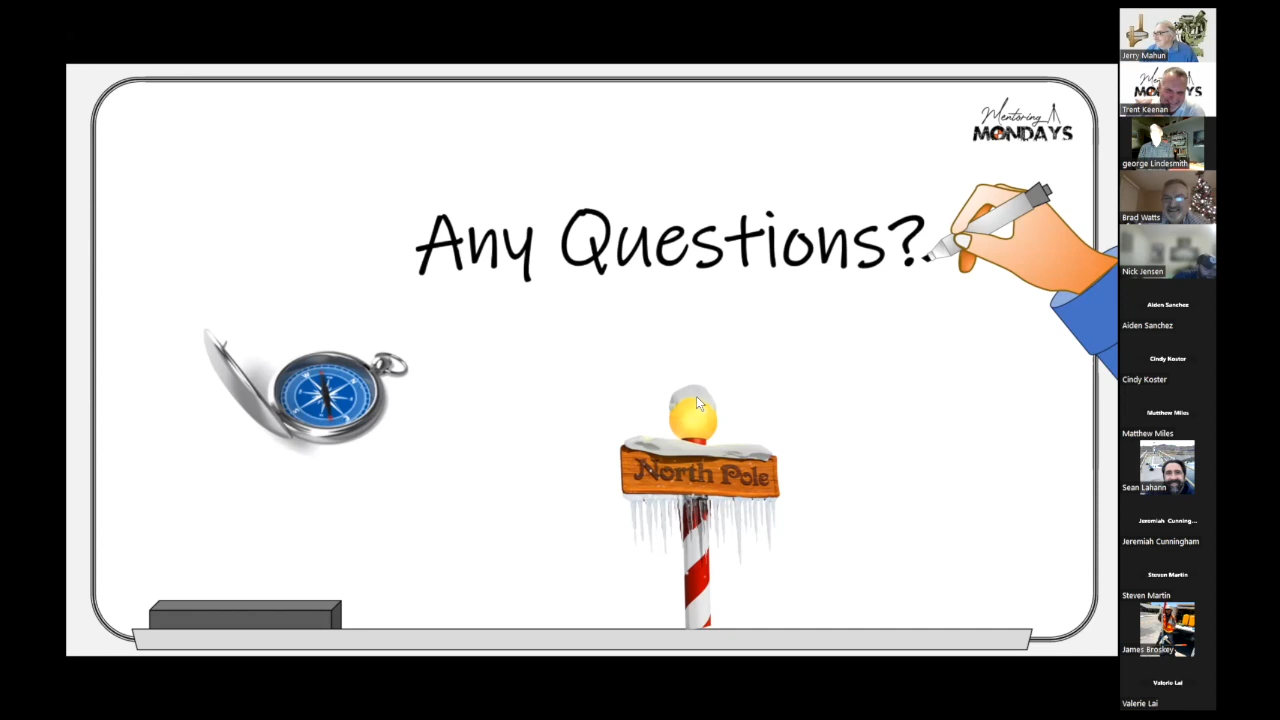 Mentoring
MONDAYS
Any Questions?
North Pole
Jerry Mahun
Trent Keenan
george Lindesmith
Brad Watts
Nick Jensen
Aiden Sanchez
Aiden Sanchez
Cindy Koster
Cindy Koster
Matthew Miles
Matthew Miles
Sean Lahann
Jeremiah Cunning...
Jeremiah Cunningham
Steven Martin
Steven Martin
James Broskey
Valerie Lai
Valerie Lai